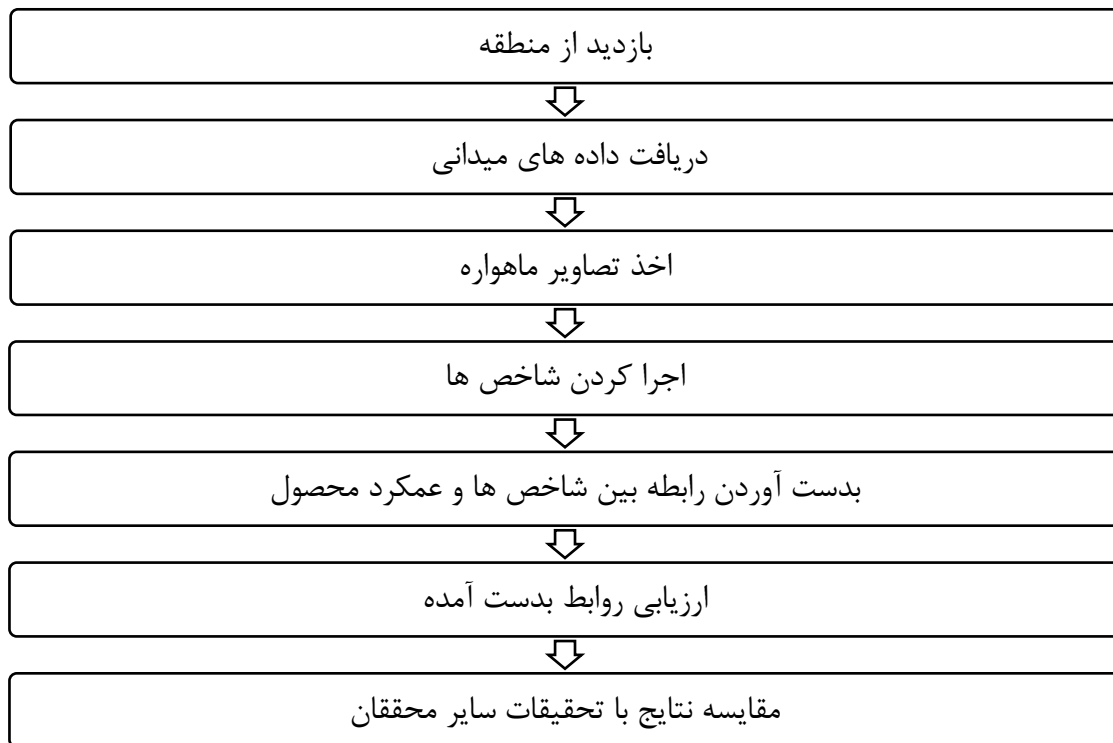 بازدید از منطقه
دریافت داده های میدانی
اخذ تصاویر ماهواره
اجرا کردن شاخص ها
بدست آوردن رابطه بین شاخص ها و عمکرد محصول
ارزیابی روابط بدست آمده
مقایسه نتایج با تحقیقات سایر محققان